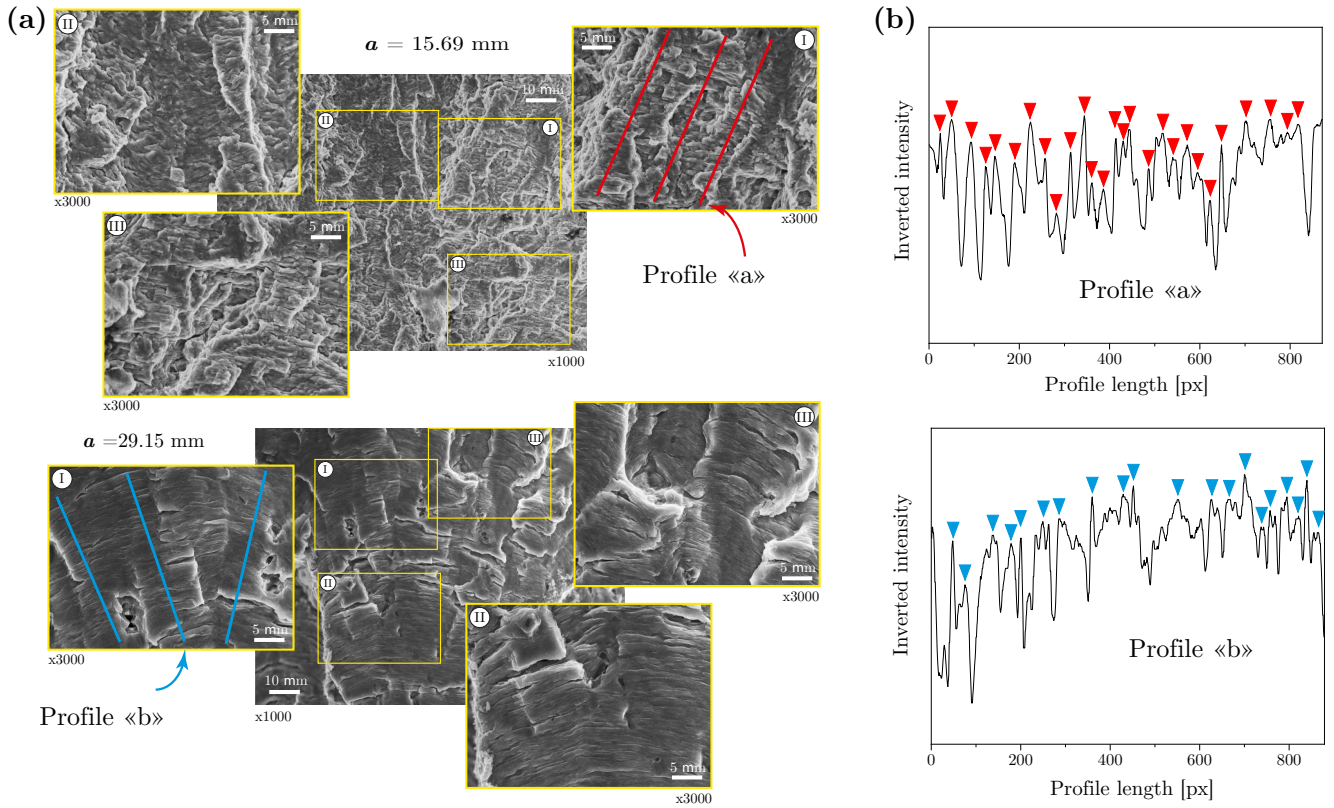 (a)
II
5 mm
x3000
a = 15.69 mm
10 mm
II
I
III
x1000
5 mm
I
x3000
Profile «a»
III
5 mm
x3000
a =29.15 mm
I
5 mm
x3000
Profile «b»
I
III
II
10 mm
x1000
III
5 mm
x3000
II
5 mm
x3000
(b)
Inverted intensity
Profile «a»
0 200 400 600 800
Profile length [px]
Inverted intensity
Profile «b»
0 200 400 600 800
Profile length [px]